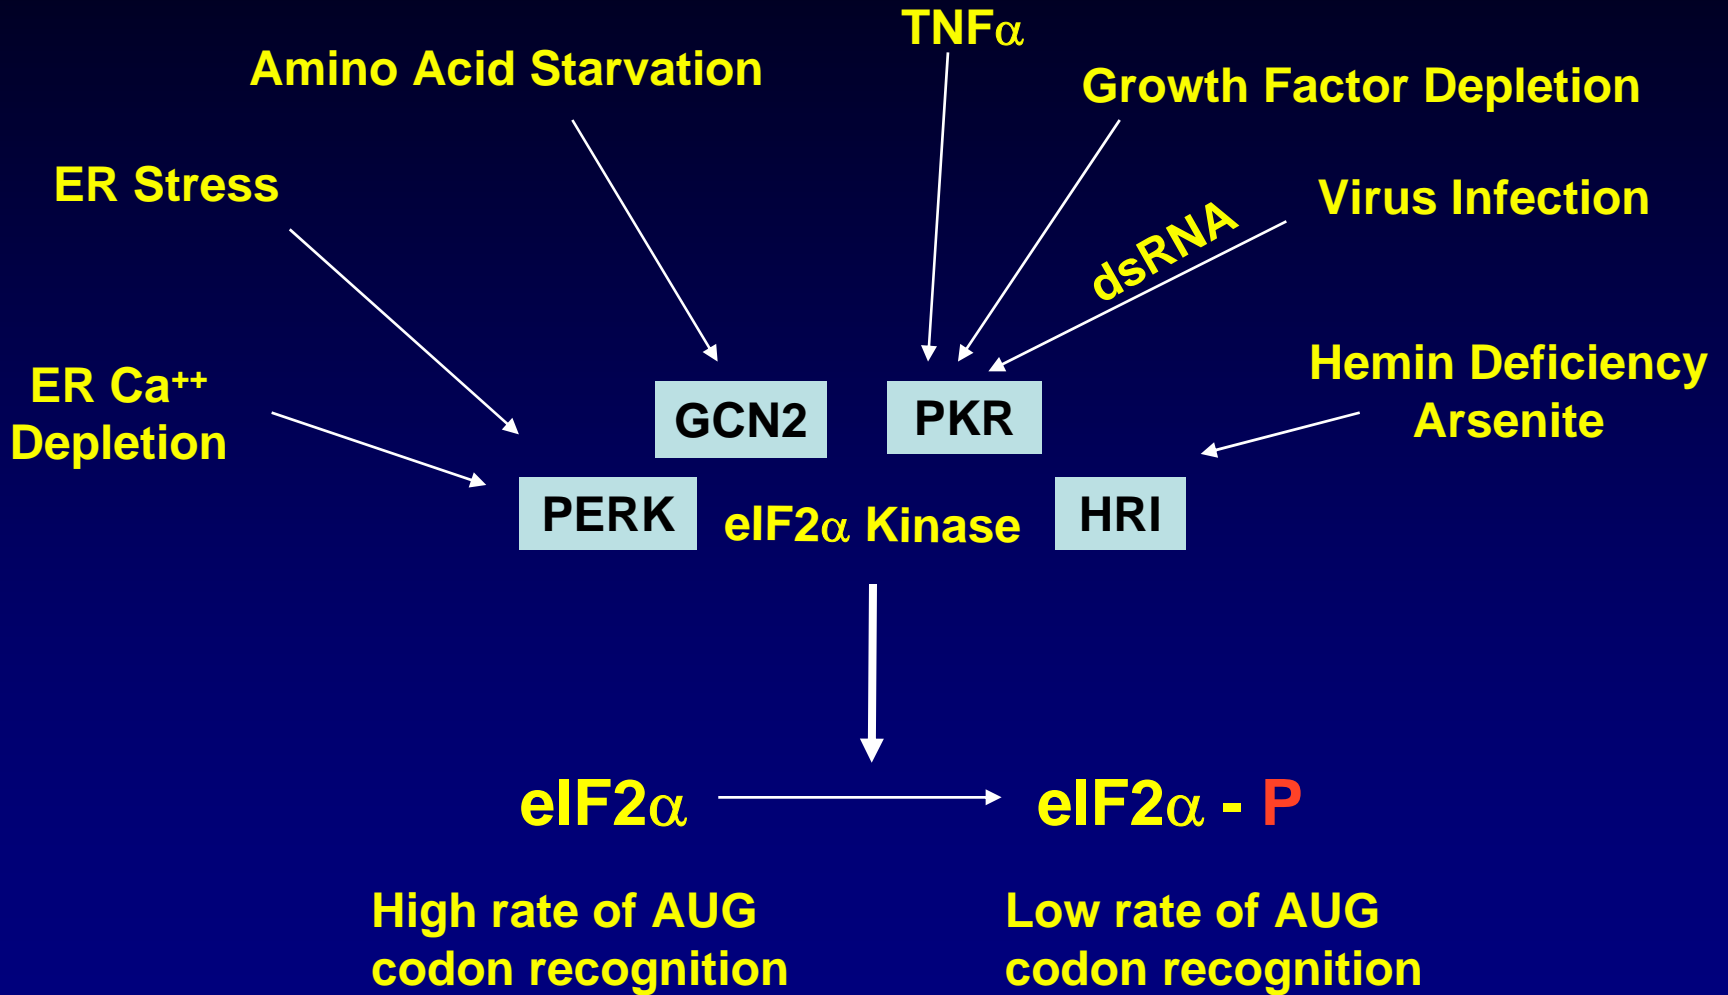 TNFα
Amino Acid Starvation
Growth Factor Depletion
ER Stress
Virus Infection
dsRNA
ER Ca⁺⁺
Depletion
Hemin Deficiency
Arsenite
GCN2
PKR
PERK
eIF2α Kinase
HRI
eIF2α
eIF2α - P
High rate of AUG
codon recognition
Low rate of AUG
codon recognition